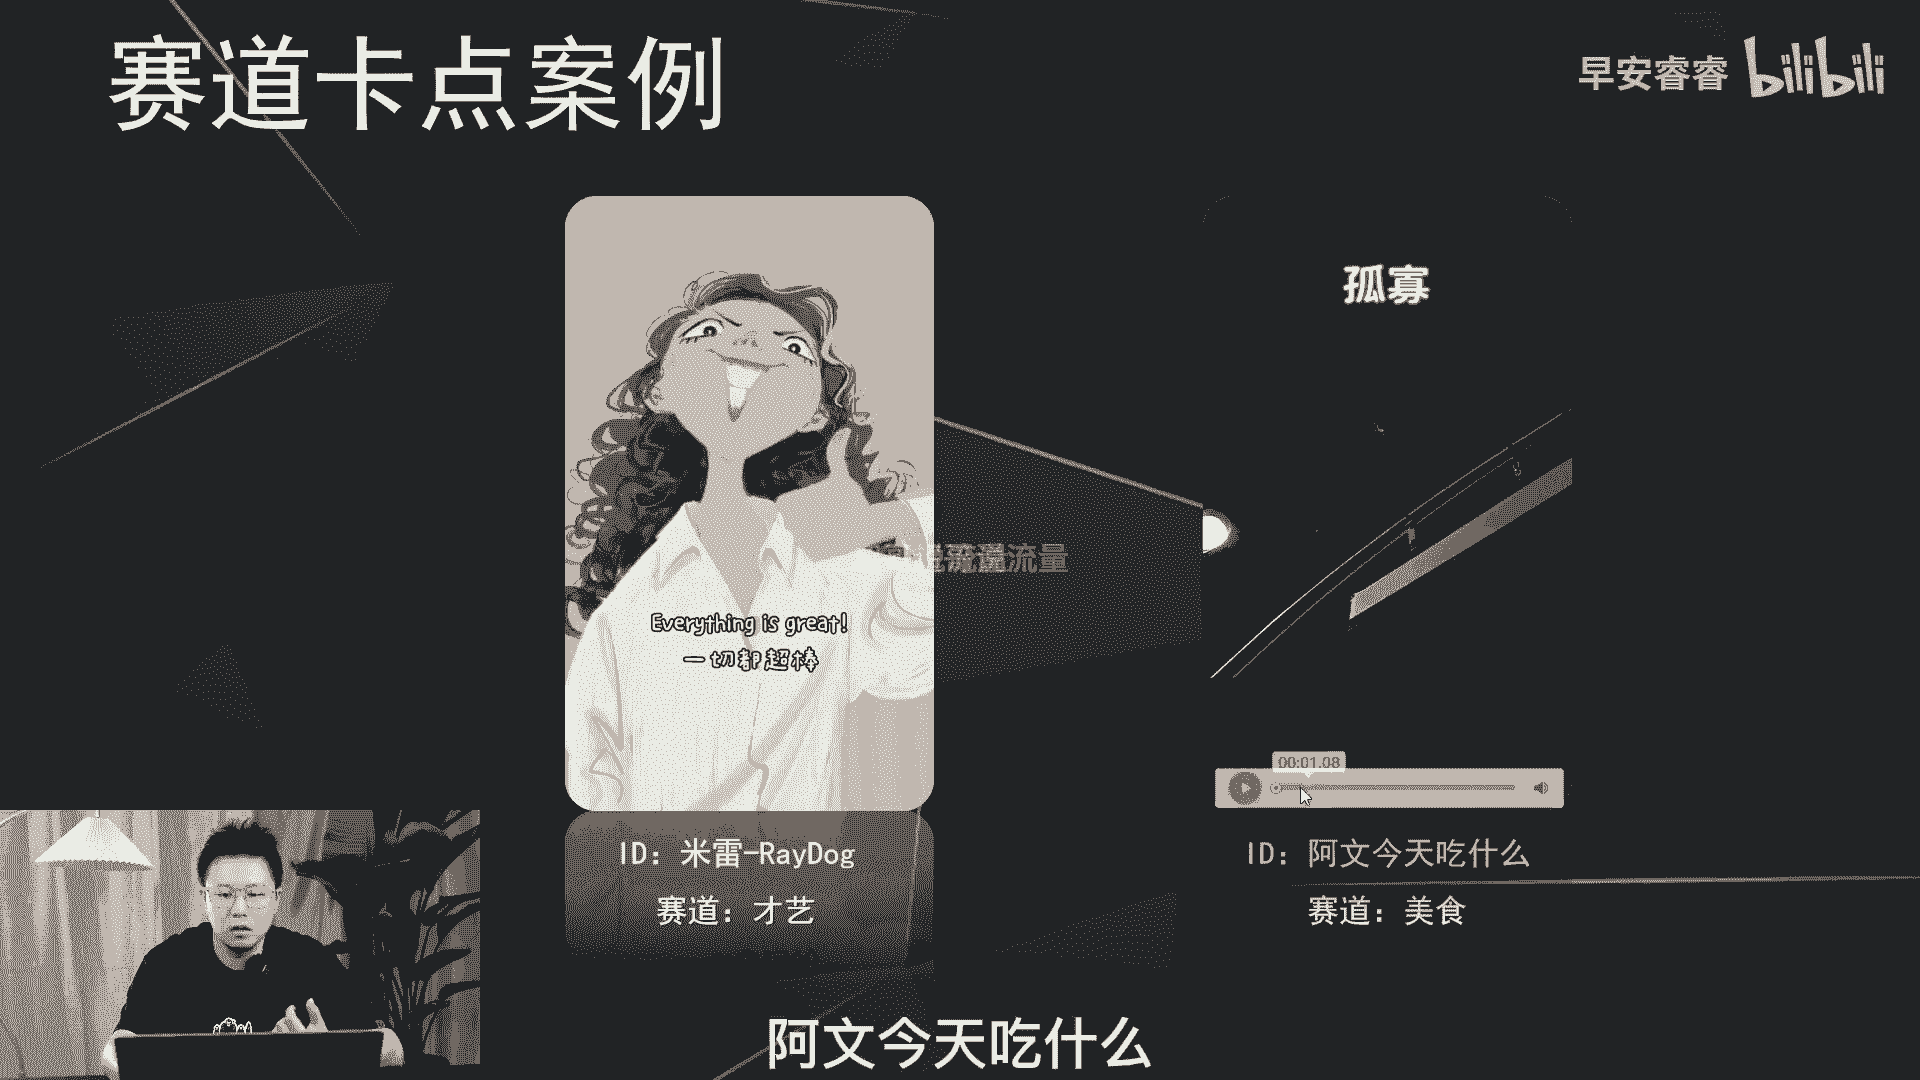 赛道卡点案例
早安睿睿 bilibili
孤寡
流量
Everything is great!
一切都超棒
00:01.08
ID：米雷-RayDog
赛道：才艺
ID：阿文今天吃什么
赛道：美食
阿文今天吃什么